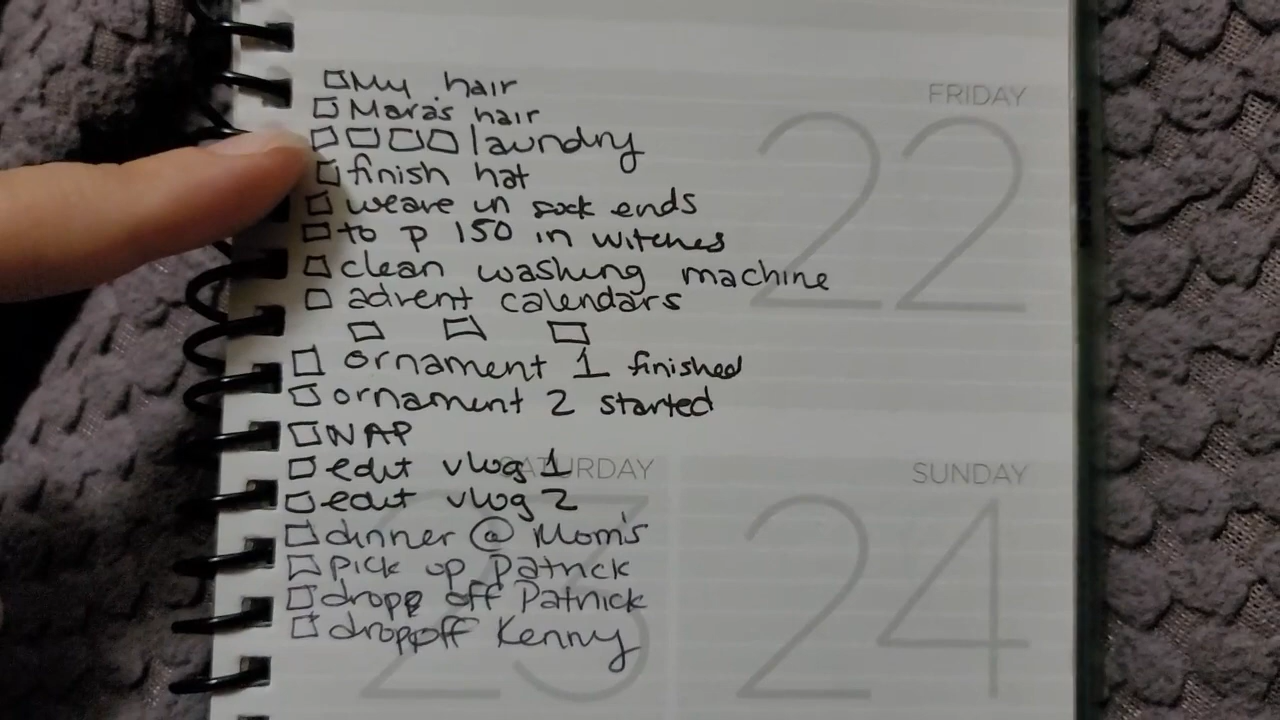 My hair
FRIDAY
22
Mara's hair
laundry
finish hat
weave in sock ends
to p 150 in witches
clean washing machine
advent calendars
ornament 1 finished
ornament 2 started
NAP
edit vlog 1
SATURDAY
23
SUNDAY
24
edit vlog 2
dinner @ Mom's
pick up Patrick
dropp off Patrick
droppoff Kenny